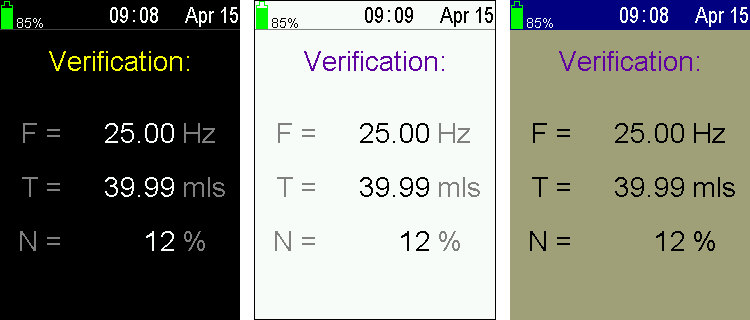 85% 09:08 Apr 15
Verification:
F = 25.00 Hz
T = 39.99 mls
N = 12 %
85% 09:09 Apr 15
Verification:
F = 25.00 Hz
T = 39.99 mls
N = 12 %
85% 09:08 Apr 15
Verification:
F = 25.00 Hz
T = 39.99 mls
N = 12 %